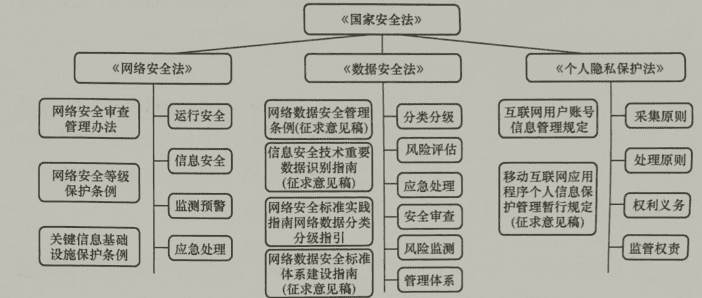 《国家安全法》
《网络安全法》
《数据安全法》
《个人隐私保护法》
网络安全审查
管理办法
网络安全等级
保护条例
关键信息基础
设施保护条例
运行安全
信息安全
监测预警
应急处理
网络数据安全管理
条例(征求意见稿)
信息安全技术重要
数据识别指南
(征求意见稿)
网络安全标准实践
指南网络数据分类
分级指引
网络数据安全标准
体系建设指南
(征求意见稿)
分类分级
风险评估
应急处理
安全审查
风险监测
管理体系
互联网用户账号
信息管理规定
移动互联网应用
程序个人信息保
护管理暂行规定
(征求意见稿)
采集原则
处理原则
权利义务
监管权责